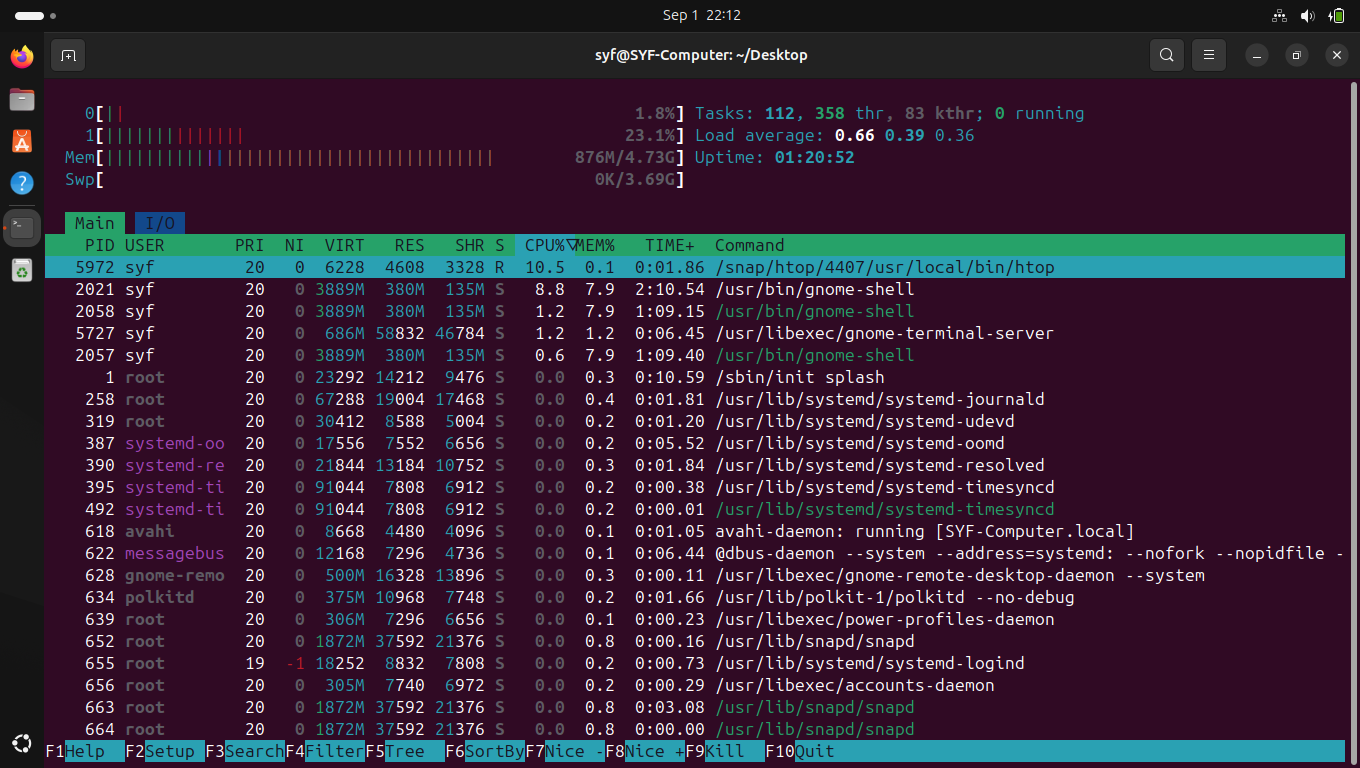 Sep 1 22:12
syf@SYF-Computer: ~/Desktop
0[|| 1.8%] Tasks: 112, 358 thr, 83 kthr; 0 running
1[|||||||||||||| 23.1%] Load average: 0.66 0.39 0.36
Mem[||||||||||||||||||||||||||||||||||||||| 876M/4.73G] Uptime: 01:20:52
Swp[ 0K/3.69G]
Main I/O
PID USER PRI NI VIRT RES SHR S CPU%▽MEM% TIME+ Command
5972 syf 20 0 6228 4608 3328 R 10.5 0.1 0:01.86 /snap/htop/4407/usr/local/bin/htop
2021 syf 20 0 3889M 380M 135M S 8.8 7.9 2:10.54 /usr/bin/gnome-shell
2058 syf 20 0 3889M 380M 135M S 1.2 7.9 1:09.15 /usr/bin/gnome-shell
5727 syf 20 0 686M 58832 46784 S 1.2 1.2 0:06.45 /usr/libexec/gnome-terminal-server
2057 syf 20 0 3889M 380M 135M S 0.6 7.9 1:09.40 /usr/bin/gnome-shell
1 root 20 0 23292 14212 9476 S 0.0 0.3 0:10.59 /sbin/init splash
258 root 20 0 67288 19004 17468 S 0.0 0.4 0:01.81 /usr/lib/systemd/systemd-journald
319 root 20 0 30412 8588 5004 S 0.0 0.2 0:01.20 /usr/lib/systemd/systemd-udevd
387 systemd-oo 20 0 17556 7552 6656 S 0.0 0.2 0:05.52 /usr/lib/systemd/systemd-oomd
390 systemd-re 20 0 21844 13184 10752 S 0.0 0.3 0:01.84 /usr/lib/systemd/systemd-resolved
395 systemd-ti 20 0 91044 7808 6912 S 0.0 0.2 0:00.38 /usr/lib/systemd/systemd-timesyncd
492 systemd-ti 20 0 91044 7808 6912 S 0.0 0.2 0:00.01 /usr/lib/systemd/systemd-timesyncd
618 avahi 20 0 8668 4480 4096 S 0.0 0.1 0:01.05 avahi-daemon: running [SYF-Computer.local]
622 messagebus 20 0 12168 7296 4736 S 0.0 0.1 0:06.44 @dbus-daemon --system --address=systemd: --nofork --nopidfile -
628 gnome-remo 20 0 500M 16328 13896 S 0.0 0.3 0:00.11 /usr/libexec/gnome-remote-desktop-daemon --system
634 polkitd 20 0 375M 10968 7748 S 0.0 0.2 0:01.66 /usr/lib/polkit-1/polkitd --no-debug
639 root 20 0 306M 7296 6656 S 0.0 0.1 0:00.23 /usr/libexec/power-profiles-daemon
652 root 20 0 1872M 37592 21376 S 0.0 0.8 0:00.16 /usr/lib/snapd/snapd
655 root 19 -1 18252 8832 7808 S 0.0 0.2 0:00.73 /usr/lib/systemd/systemd-logind
656 root 20 0 305M 7740 6972 S 0.0 0.2 0:00.29 /usr/libexec/accounts-daemon
663 root 20 0 1872M 37592 21376 S 0.0 0.8 0:03.08 /usr/lib/snapd/snapd
664 root 20 0 1872M 37592 21376 S 0.0 0.8 0:00.00 /usr/lib/snapd/snapd
F1Help F2Setup F3SearchF4FilterF5Tree F6SortByF7Nice -F8Nice +F9Kill F10Quit